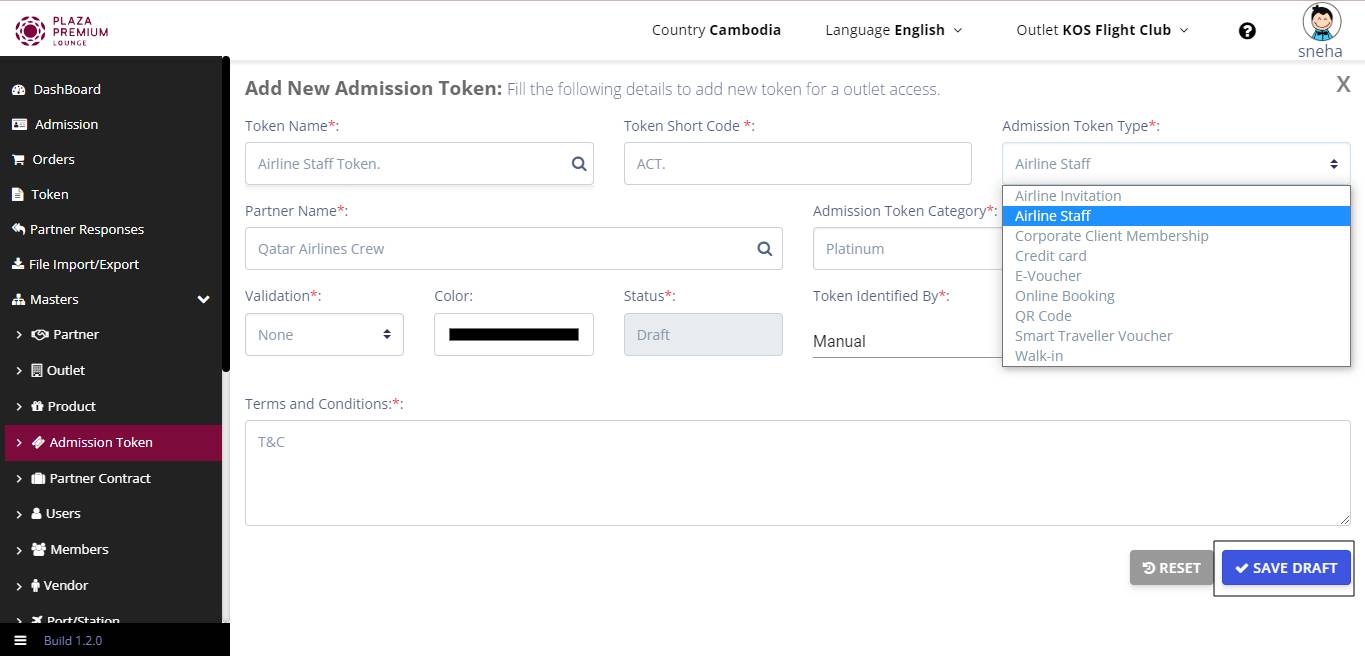 PLAZA
PREMIUM
LOUNGE
Country Cambodia
Language English
Outlet KOS Flight Club
sneha
DashBoard
Admission
Orders
Token
Partner Responses
File Import/Export
Masters
Partner
Outlet
Product
Admission Token
Partner Contract
Users
Members
Vendor
Port/Station
Build 1.2.0
Add New Admission Token: Fill the following details to add new token for a outlet access.
X
Token Name*:
Airline Staff Token.
Token Short Code *:
ACT.
Admission Token Type*:
Airline Staff
Airline Invitation
Airline Staff
Corporate Client Membership
Credit card
E-Voucher
Online Booking
QR Code
Smart Traveller Voucher
Walk-in
Partner Name*:
Qatar Airlines Crew
Admission Token Category*:
Platinum
Validation*:
None
Color:
Status*:
Draft
Token Identified By*:
Manual
Terms and Conditions:*:
T&C
RESET
SAVE DRAFT